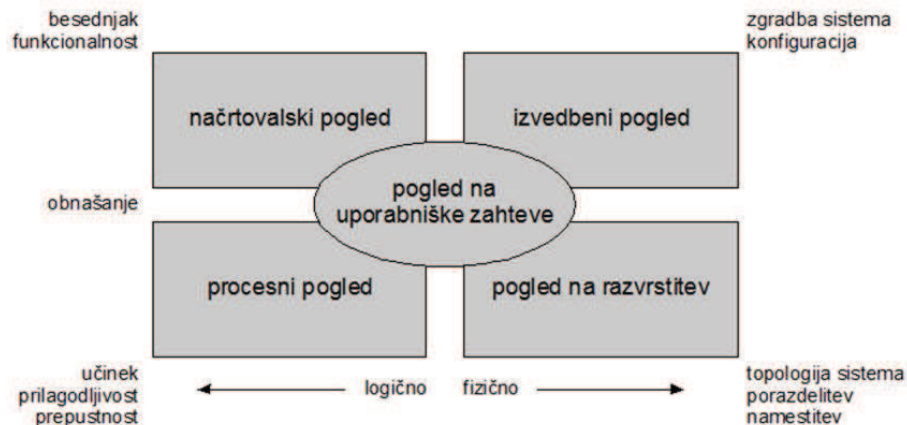 besednjak
funkcionalnost
zgradba sistema
konfiguracija
načrtovalski pogled
izvedbeni pogled
pogled na
uporabniške zahteve
obnašanje
procesni pogled
pogled na razvrstitev
učinek
prilagodljivost
prepustnost
logično
fizično
topologija sistema
porazdelitev
namestitev